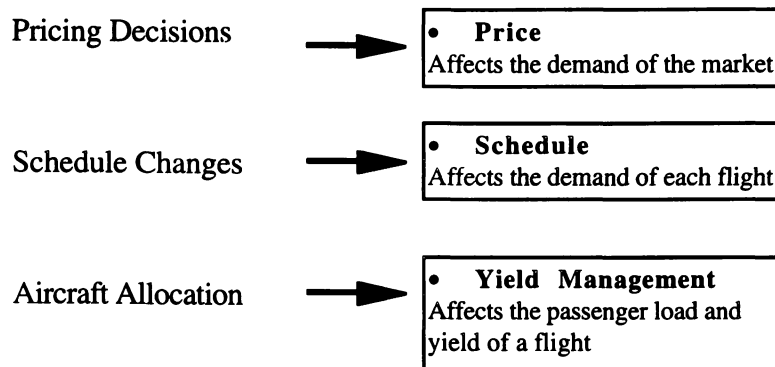 Pricing Decisions
• Price
Affects the demand of the market
Schedule Changes
• Schedule
Affects the demand of each flight
Aircraft Allocation
• Yield Management
Affects the passenger load and
yield of a flight